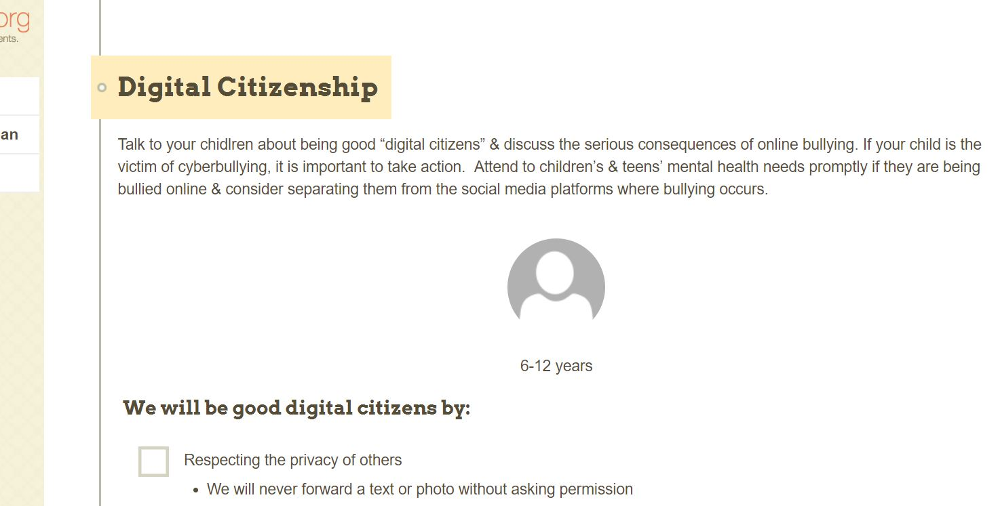 org
ents.
an
Digital Citizenship
Talk to your chidlren about being good “digital citizens” & discuss the serious consequences of online bullying. If your child is the
victim of cyberbullying, it is important to take action.  Attend to children’s & teens’ mental health needs promptly if they are being
bullied online & consider separating them from the social media platforms where bullying occurs.
6-12 years
We will be good digital citizens by:
Respecting the privacy of others
• We will never forward a text or photo without asking permission